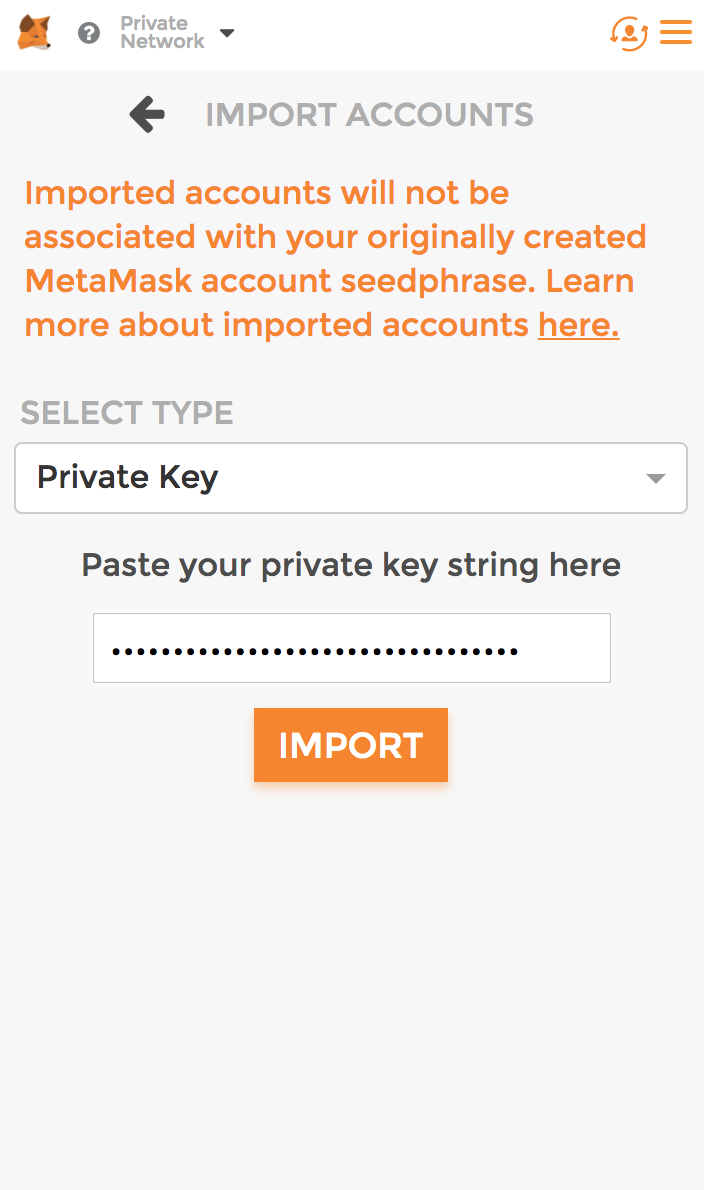 Private
Network
IMPORT ACCOUNTS
Imported accounts will not be
associated with your originally created
MetaMask account seedphrase. Learn
more about imported accounts here.
SELECT TYPE
Private Key
Paste your private key string here
•••••••••••••••••••••••••••••••••
IMPORT